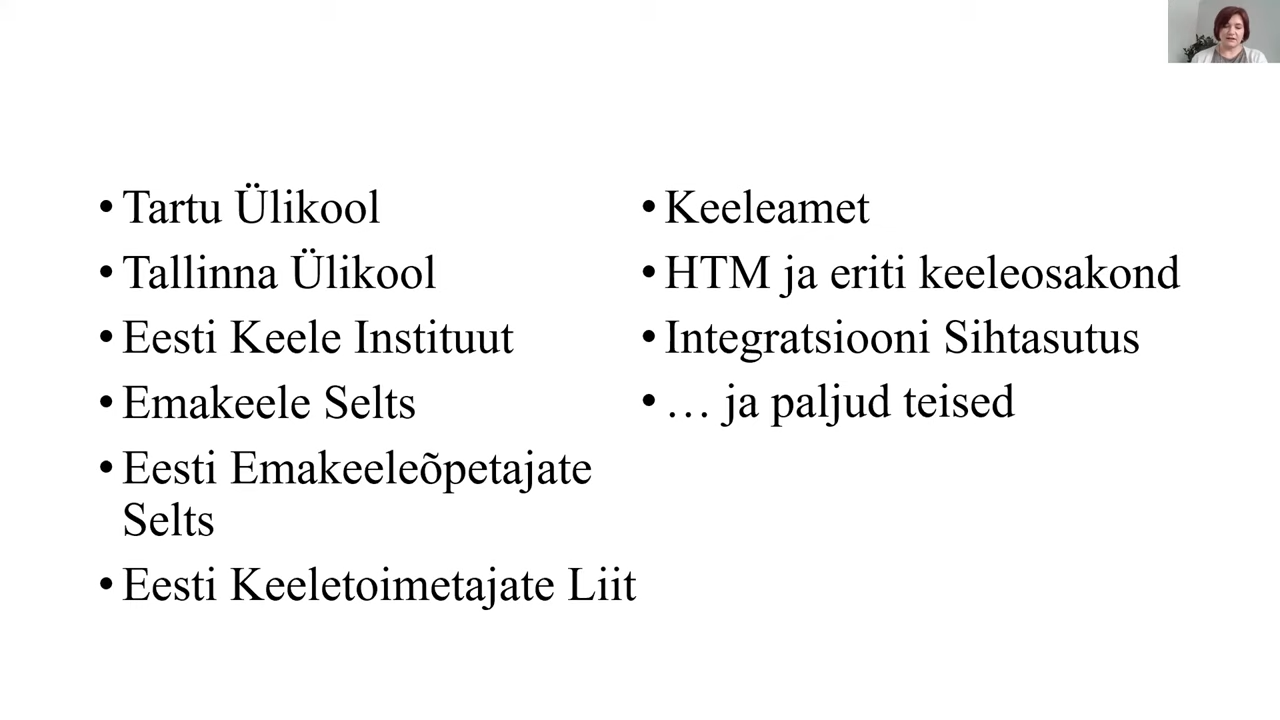 • Tartu Ülikool
• Tallinna Ülikool
• Eesti Keele Instituut
• Emakeele Selts
• Eesti Emakeeleõpetajate
Selts
• Eesti Keeletoimetajate Liit
• Keeleamet
• HTM ja eriti keeleosakond
• Integratsiooni Sihtasutus
• … ja paljud teised